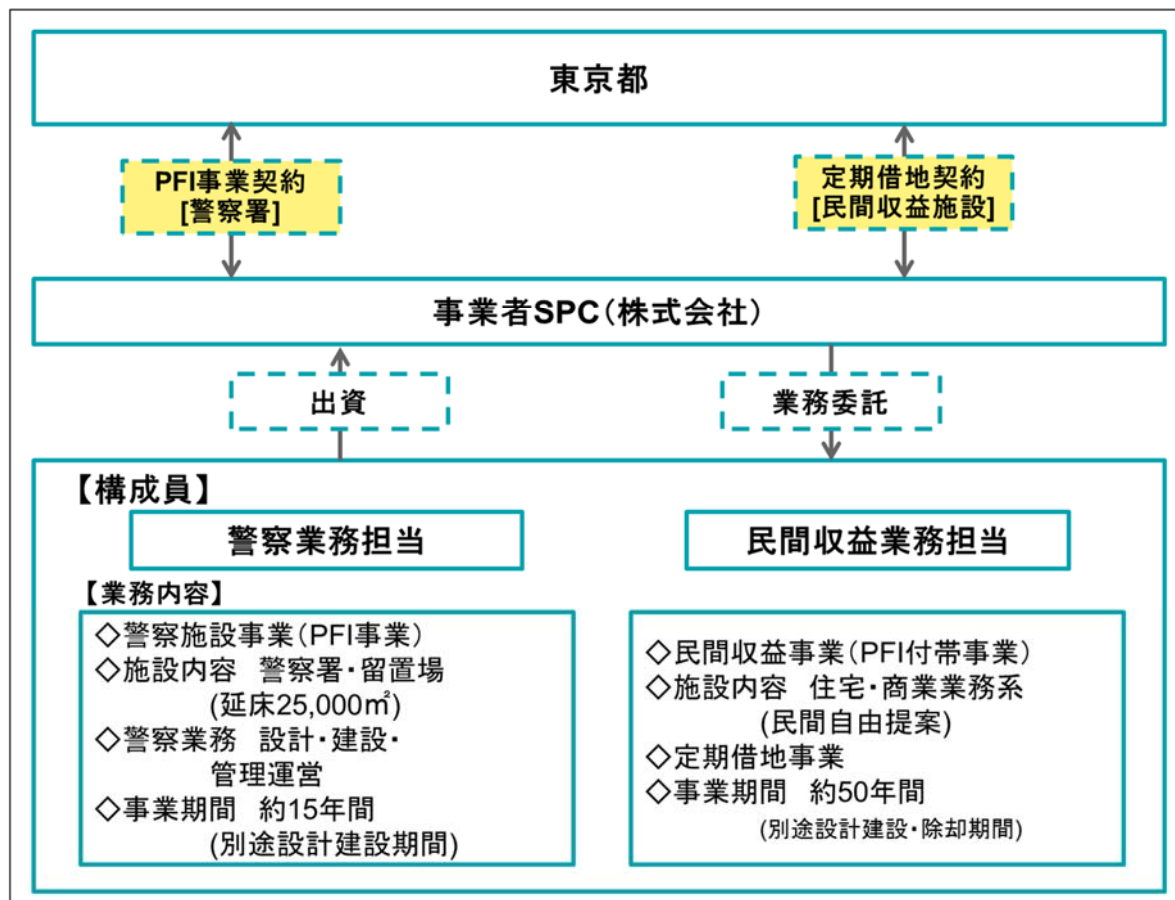 東京都
PFI事業契約
[警察署]
定期借地契約
[民間収益施設]
事業者SPC(株式会社)
出資
業務委託
【構成員】
警察業務担当
【業務内容】
◇警察施設事業(PFI事業)
◇施設内容 警察署・留置場
(延床25,000㎡)
◇警察業務 設計・建設・
管理運営
◇事業期間 約15年間
(別途設計建設期間)
民間収益業務担当
◇民間収益事業(PFI付帯事業)
◇施設内容 住宅・商業業務系
(民間自由提案)
◇定期借地事業
◇事業期間 約50年間
(別途設計建設・除却期間)